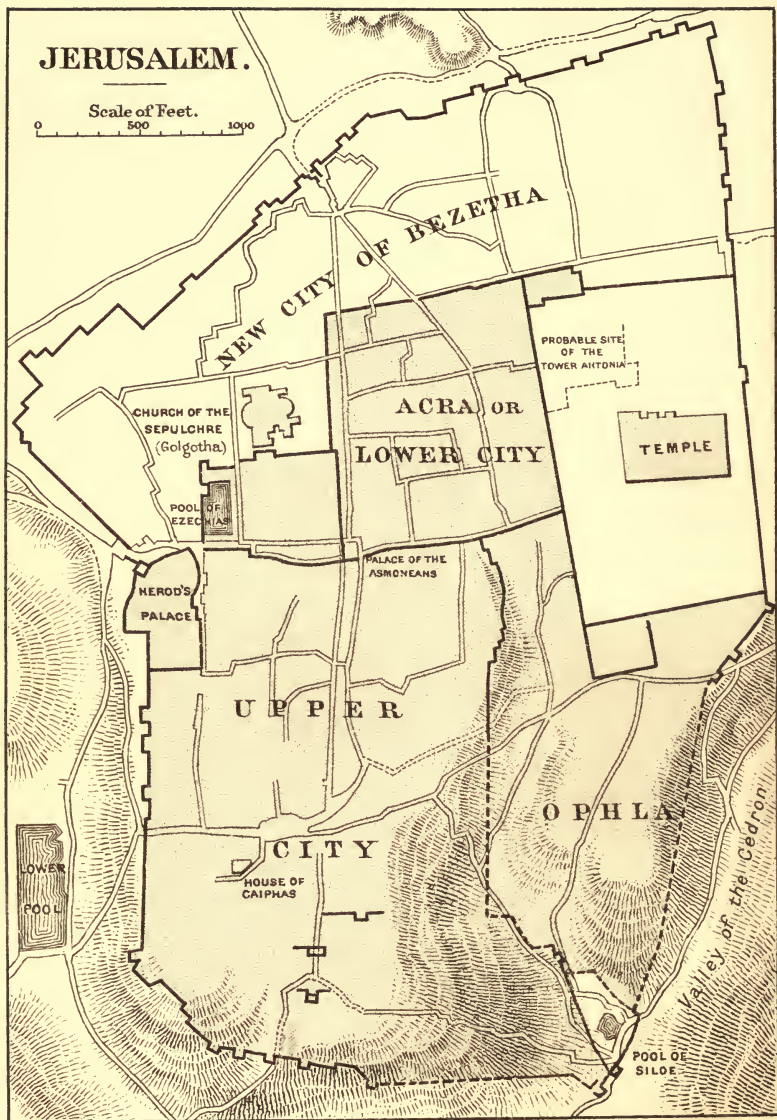 JERUSALEM.
Scale of Feet.
0 500 1000
NEW CITY OF BEZETHA
PROBABLE SITE
OF THE
TOWER ANTONIA
CHURCH OF THE
SEPULCHRE
(Golgotha)
ACRA OR
LOWER CITY
TEMPLE
POOL OF
EZECHIAS
PALACE OF THE
ASMONEANS
HEROD'S
PALACE
UPPER
CITY
OPHLA
HOUSE OF
CAIPHAS
LOWER
POOL
Valley of the Cedron
POOL OF
SILOE